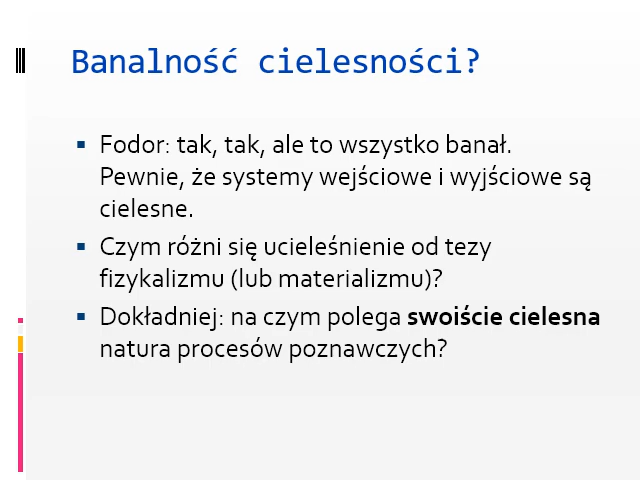 Banalność cielesności?
Fodor: tak, tak, ale to wszystko banał.
Pewnie, że systemy wejściowe i wyjściowe są
cielesne.
Czym różni się ucieleśnienie od tezy
fizykalizmu (lub materializmu)?
Dokładniej: na czym polega swoiście cielesna
natura procesów poznawczych?